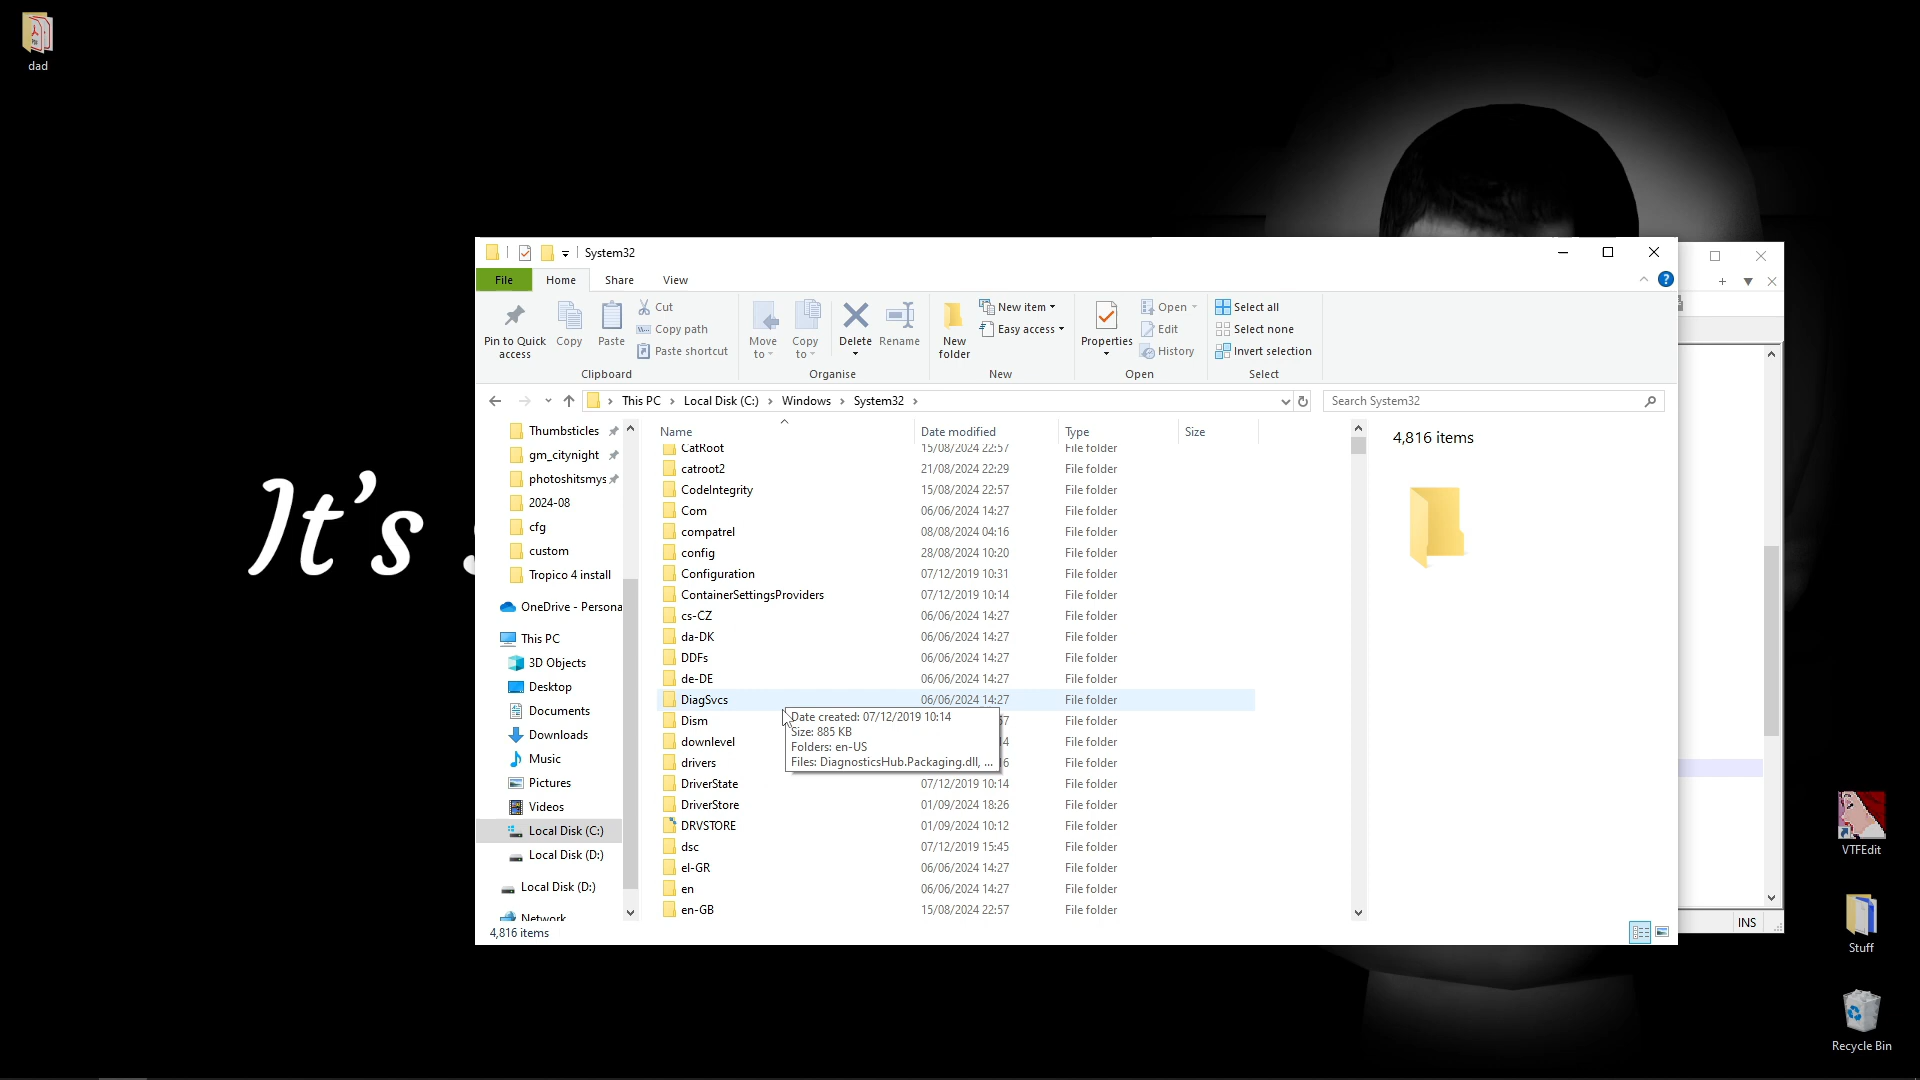 dad
It's
System32
File Home Share View
Pin to Quick access
Copy
Paste
Cut
Copy path
Paste shortcut
Clipboard
Move to
Copy to
Delete
Rename
Organise
New folder
New item
Easy access
New
Properties
Open
Edit
History
Open
Select all
Select none
Invert selection
Select
This PC > Local Disk (C:) > Windows > System32 >
Search System32
Thumbsticles
gm_citynight
photoshitsmys
2024-08
cfg
custom
Tropico 4 install
OneDrive - Persona
This PC
3D Objects
Desktop
Documents
Downloads
Music
Pictures
Videos
Local Disk (C:)
Local Disk (D:)
Local Disk (D:)
Network
Name Date modified Type Size
CatRoot 15/08/2024 22:57 File folder
catroot2 21/08/2024 22:29 File folder
CodeIntegrity 15/08/2024 22:57 File folder
Com 06/06/2024 14:27 File folder
compatrel 08/08/2024 04:16 File folder
config 28/08/2024 10:20 File folder
Configuration 07/12/2019 10:31 File folder
ContainerSettingsProviders 07/12/2019 10:14 File folder
cs-CZ 06/06/2024 14:27 File folder
da-DK 06/06/2024 14:27 File folder
DDFs 06/06/2024 14:27 File folder
de-DE 06/06/2024 14:27 File folder
DiagSvcs 06/06/2024 14:27 File folder
Dism 7 File folder
downlevel 4 File folder
drivers 6 File folder
DriverState 07/12/2019 10:14 File folder
DriverStore 01/09/2024 18:26 File folder
DRVSTORE 01/09/2024 10:12 File folder
dsc 07/12/2019 15:45 File folder
el-GR 06/06/2024 14:27 File folder
en 06/06/2024 14:27 File folder
en-GB 15/08/2024 22:57 File folder
Date created: 07/12/2019 10:14
Size: 885 KB
Folders: en-US
Files: DiagnosticsHub.Packaging.dll, ...
4,816 items
4,816 items
INS
VTFEdit
Stuff
Recycle Bin